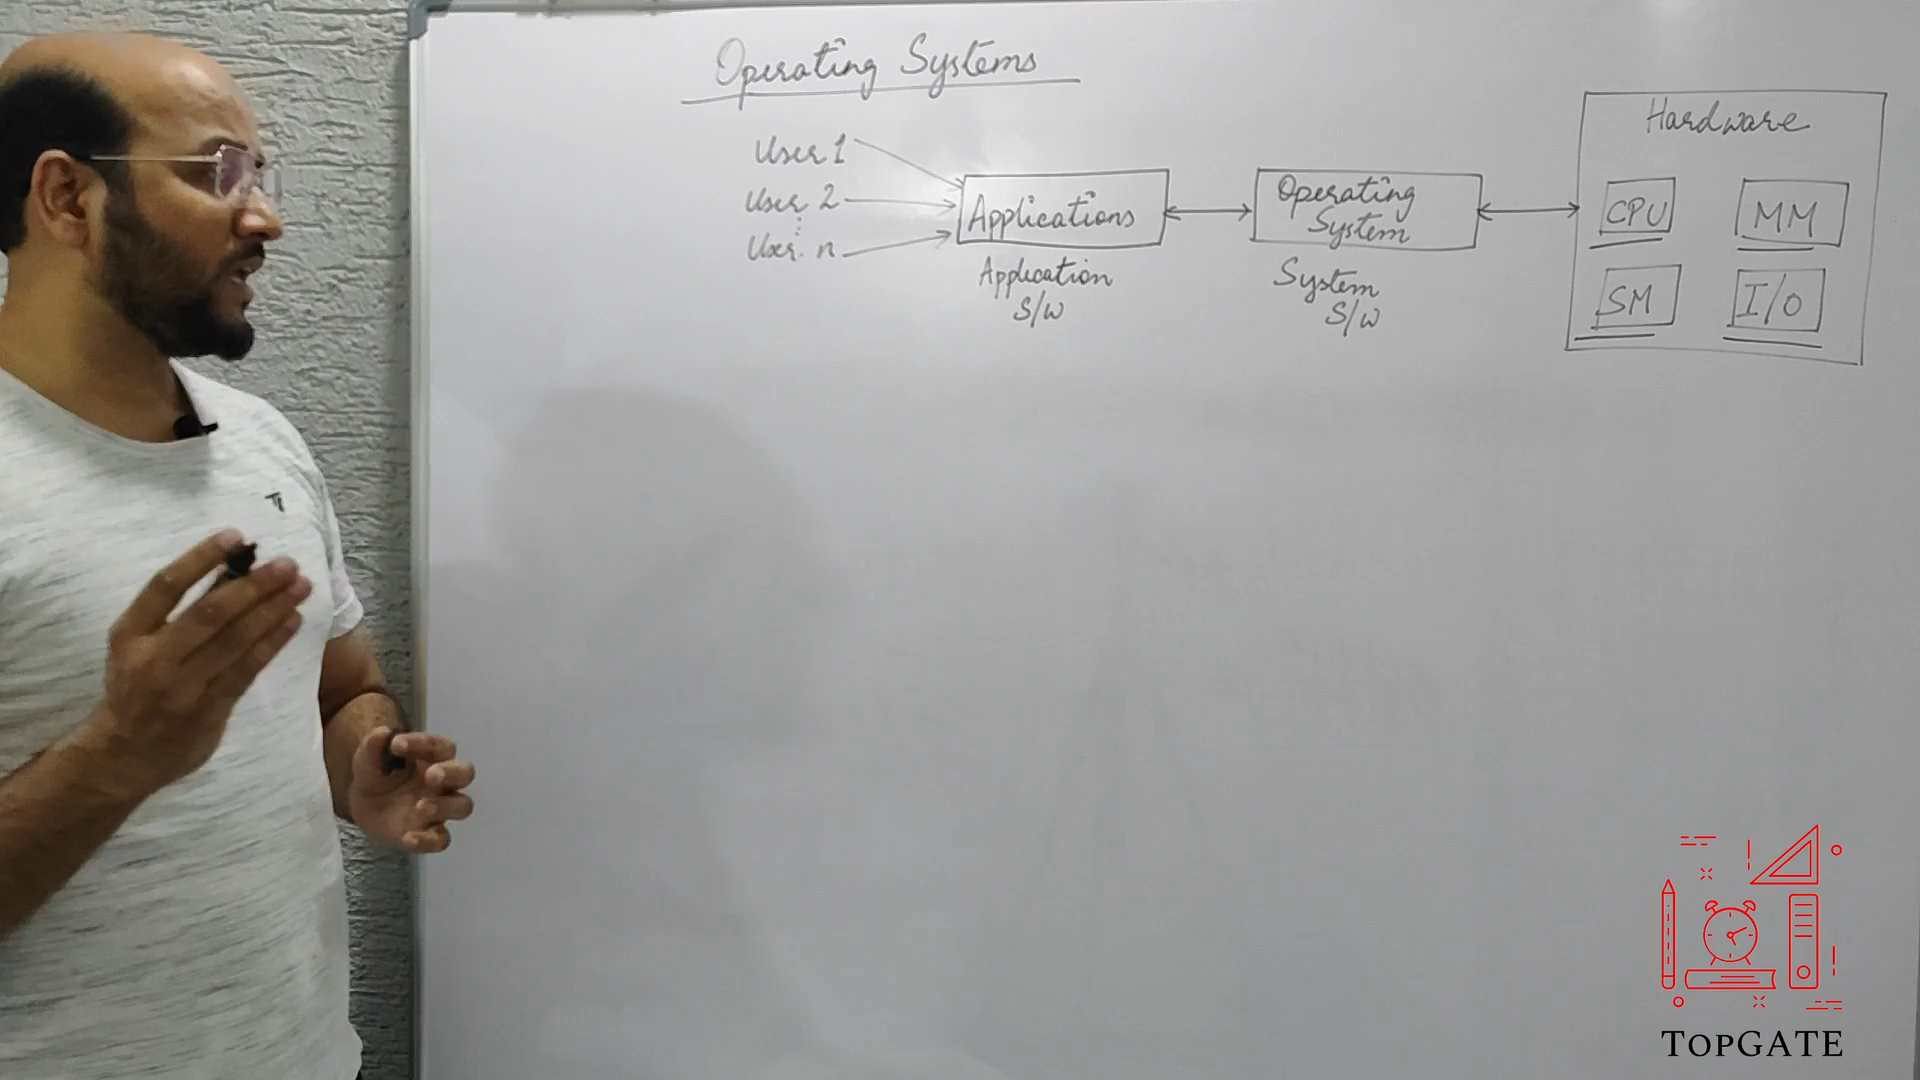 Operating Systems
User 1
User 2
User n
Applications
Application
S/W
Operating
System
System
S/W
Hardware
CPU
MM
SM
I/O
TOPGATE